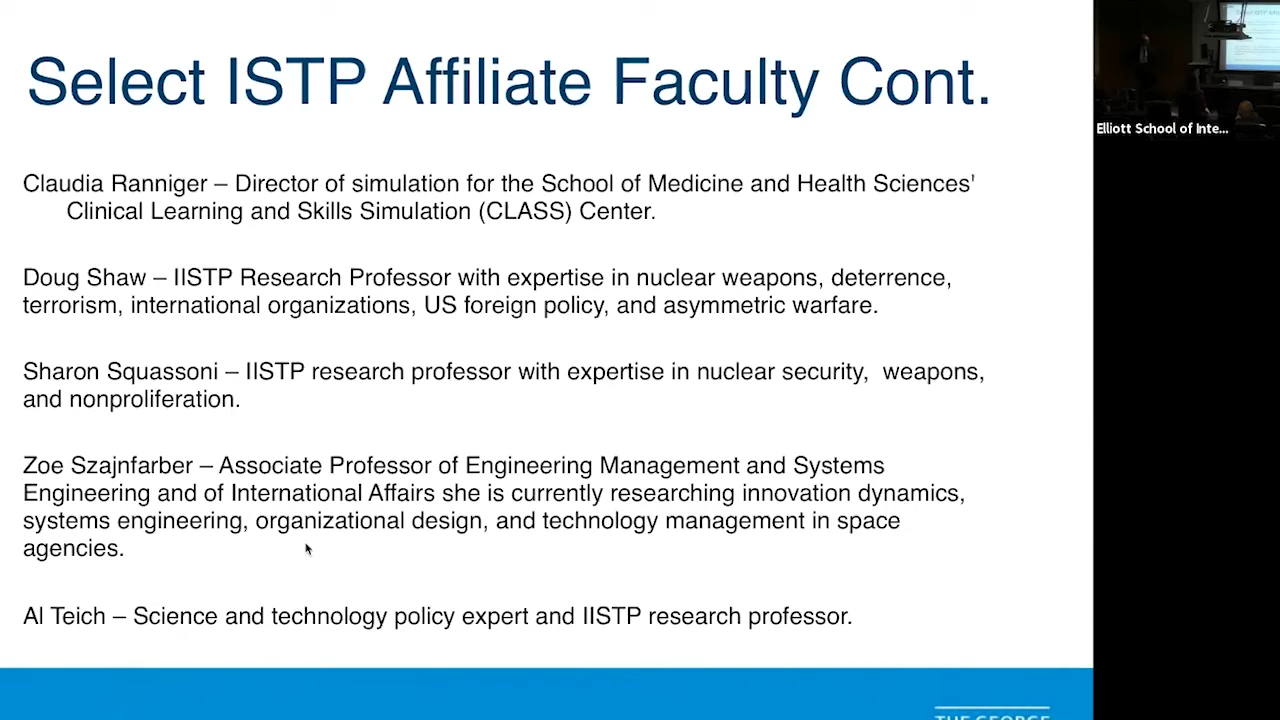 Select ISTP Affiliate Faculty Cont.
Elliott School of Inte...
Claudia Ranniger – Director of simulation for the School of Medicine and Health Sciences'
Clinical Learning and Skills Simulation (CLASS) Center.
Doug Shaw – IISTP Research Professor with expertise in nuclear weapons, deterrence,
terrorism, international organizations, US foreign policy, and asymmetric warfare.
Sharon Squassoni – IISTP research professor with expertise in nuclear security,  weapons,
and nonproliferation.
Zoe Szajnfarber – Associate Professor of Engineering Management and Systems
Engineering and of International Affairs she is currently researching innovation dynamics,
systems engineering, organizational design, and technology management in space
agencies.
Al Teich – Science and technology policy expert and IISTP research professor.
THE GEORGE